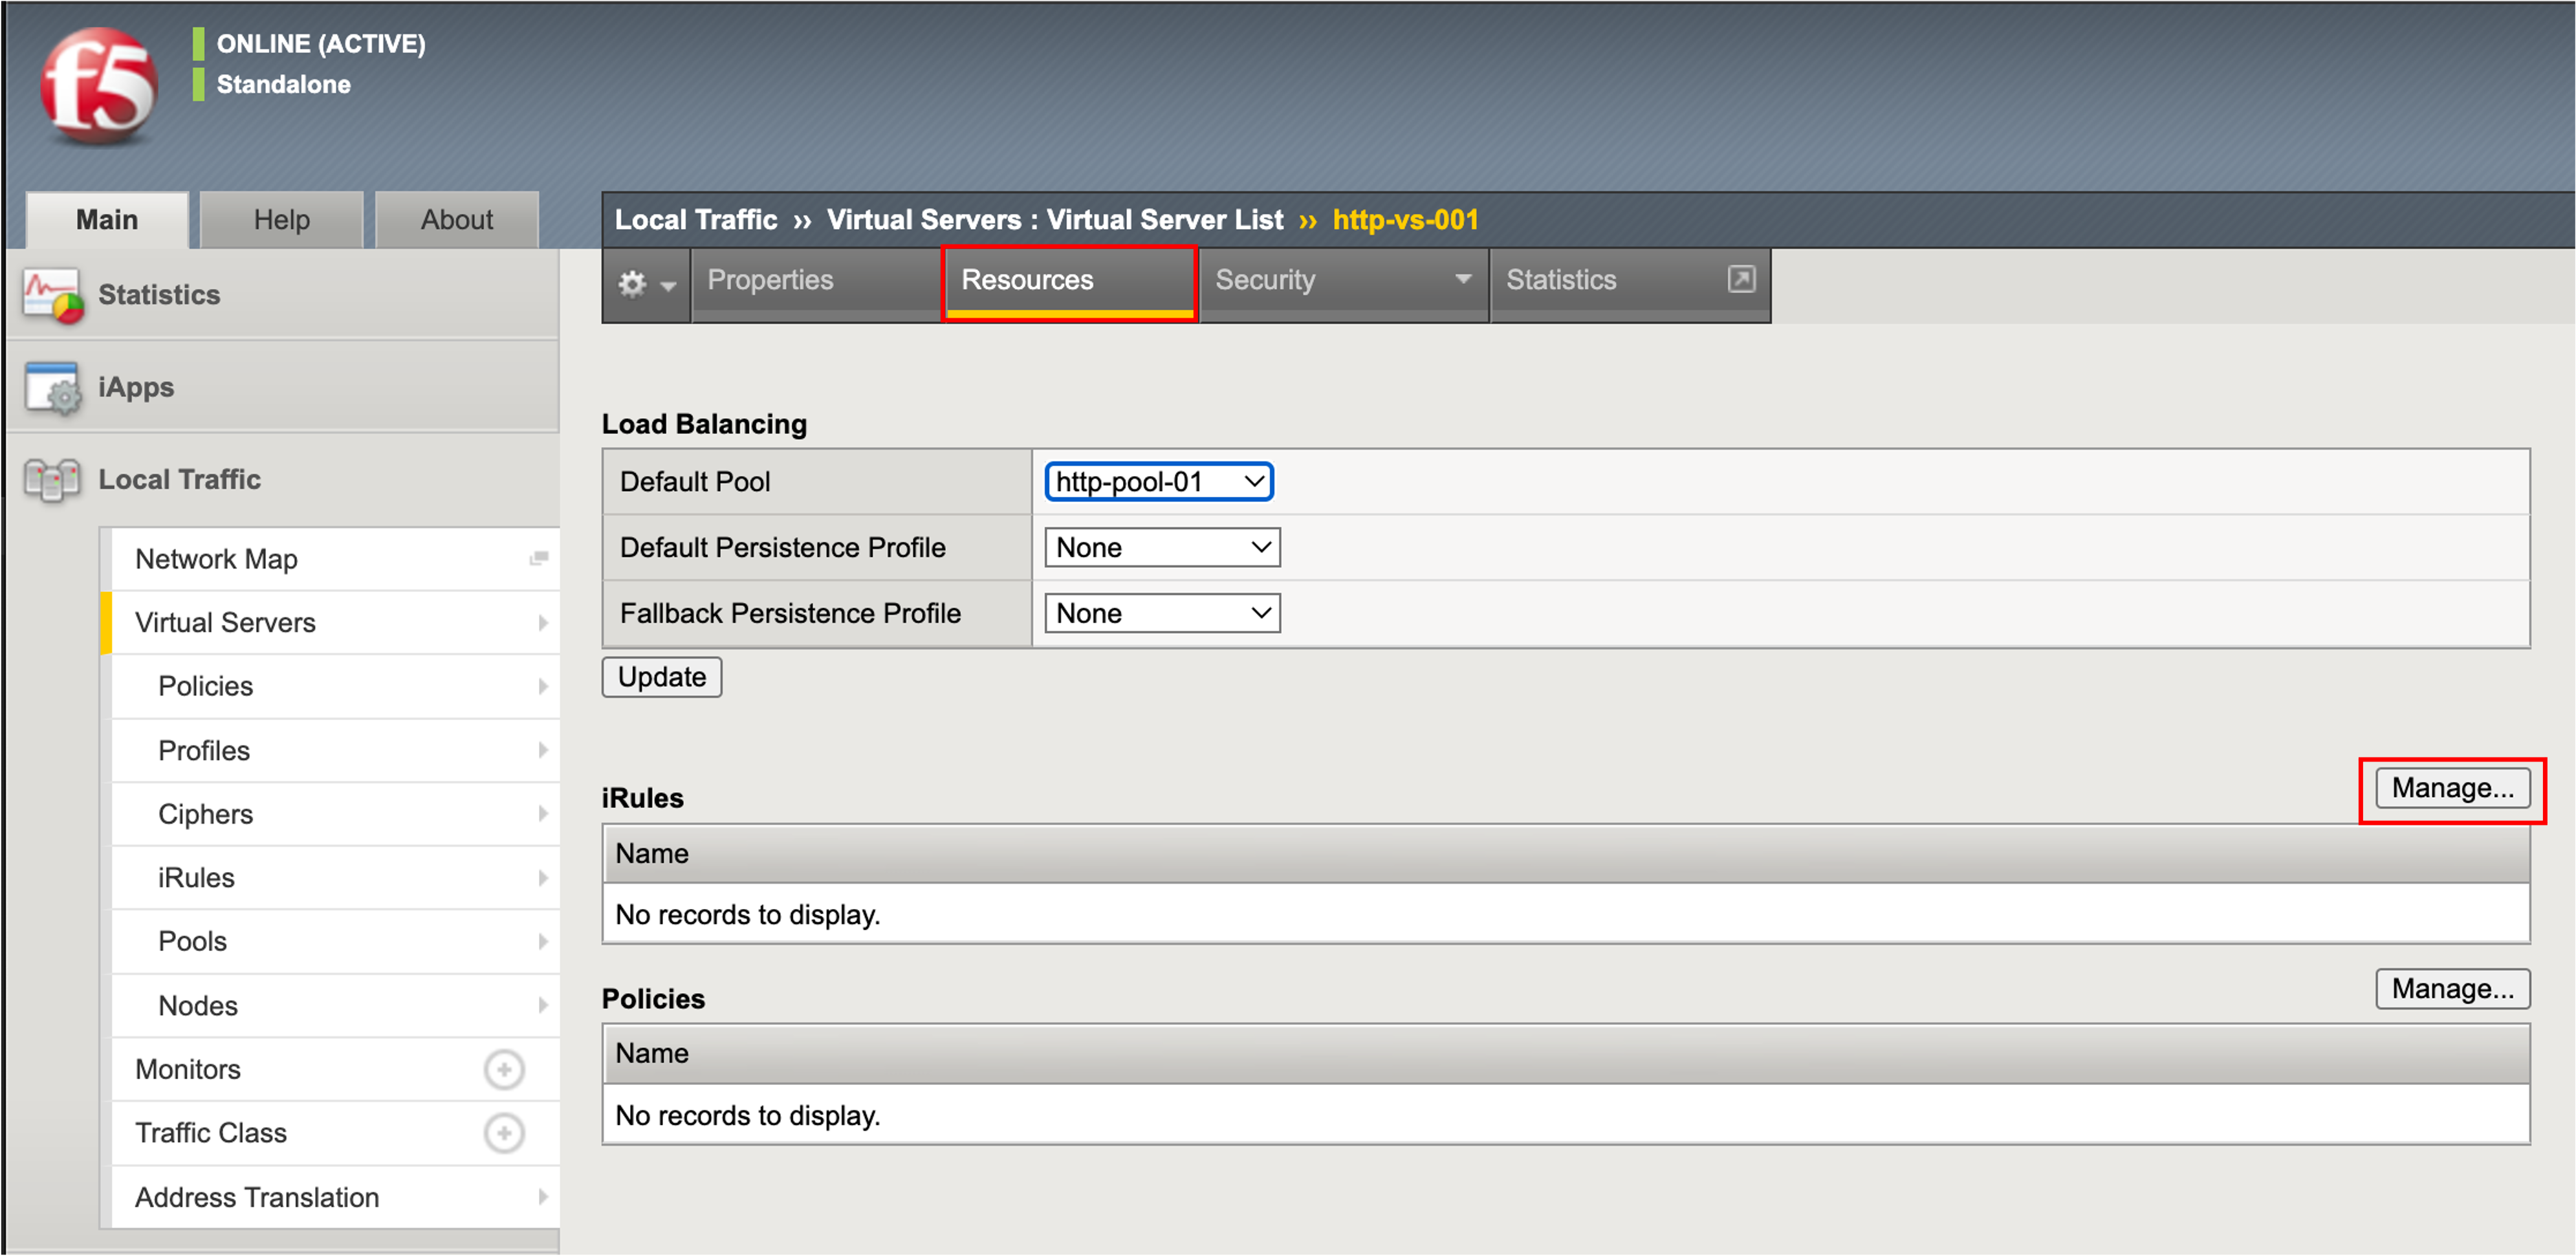 f5
ONLINE (ACTIVE)
Standalone
Main
Help
About
Local Traffic ›› Virtual Servers : Virtual Server List ›› http-vs-001
Properties
Resources
Security
Statistics
Statistics
iApps
Local Traffic
Network Map
Virtual Servers
Policies
Profiles
Ciphers
iRules
Pools
Nodes
Monitors
Traffic Class
Address Translation
Load Balancing
Default Pool http-pool-01
Default Persistence Profile None
Fallback Persistence Profile None
Update
iRules Manage...
Name
No records to display.
Policies Manage...
Name
No records to display.